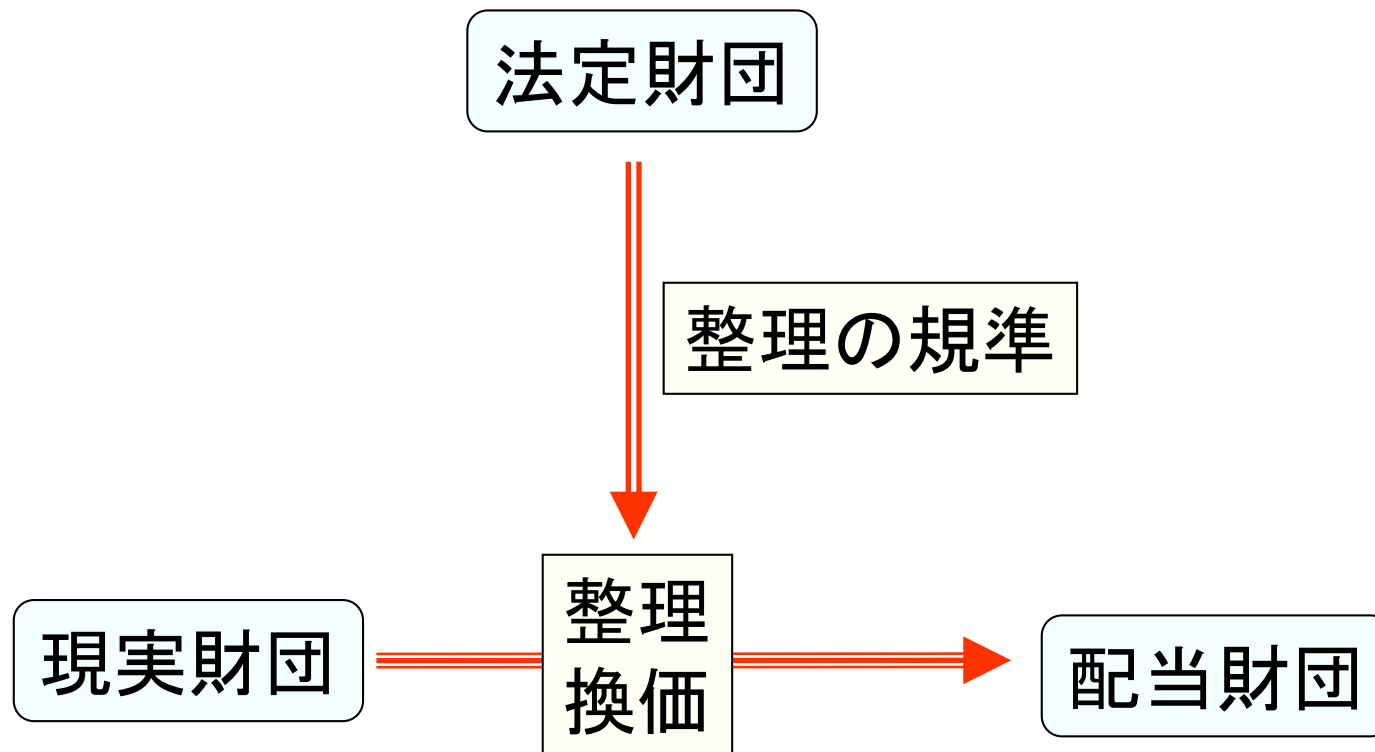 法定財団
整理の規準
整理
換価
現実財団
配当財団